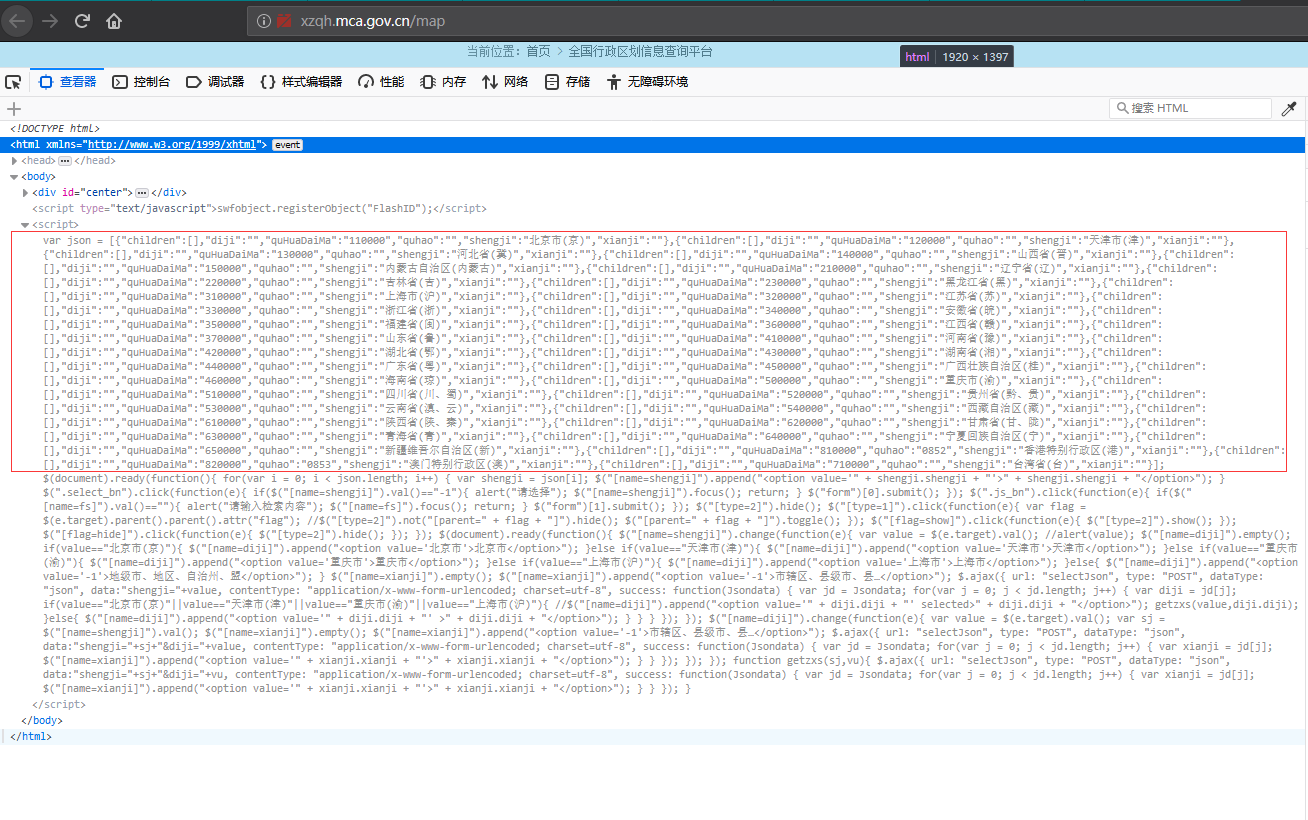 xzqh.mca.gov.cn/map
当前位置：首页 > 全国行政区划信息查询平台
html 1920 × 1397
查看器 控制台 调试器 {} 样式编辑器 性能 内存 网络 存储 无障碍环境
+ 搜索 HTML
<!DOCTYPE html>
<html xmlns="http://www.w3.org/1999/xhtml"> event
<head> ••• </head>
<body>
<div id="center"> ••• </div>
<script type="text/javascript">swfobject.registerObject("FlashID");</script>
<script>
var json = [{"children":[],"diji":"","quHuaDaiMa":"110000","quhao":"","shengji":"北京市(京)","xianji":""},{"children":[],"diji":"","quHuaDaiMa":"120000","quhao":"","shengji":"天津市(津)","xianji":""},
{"children":[],"diji":"","quHuaDaiMa":"130000","quhao":"","shengji":"河北省(冀)","xianji":""},{"children":[],"diji":"","quHuaDaiMa":"140000","quhao":"","shengji":"山西省(晋)","xianji":""},{"children":
[],"diji":"","quHuaDaiMa":"150000","quhao":"","shengji":"内蒙古自治区(内蒙古)","xianji":""},{"children":[],"diji":"","quHuaDaiMa":"210000","quhao":"","shengji":"辽宁省(辽)","xianji":""},{"children":
[],"diji":"","quHuaDaiMa":"220000","quhao":"","shengji":"吉林省(吉)","xianji":""},{"children":[],"diji":"","quHuaDaiMa":"230000","quhao":"","shengji":"黑龙江省(黑)","xianji":""},{"children":
[],"diji":"","quHuaDaiMa":"310000","quhao":"","shengji":"上海市(沪)","xianji":""},{"children":[],"diji":"","quHuaDaiMa":"320000","quhao":"","shengji":"江苏省(苏)","xianji":""},{"children":
[],"diji":"","quHuaDaiMa":"330000","quhao":"","shengji":"浙江省(浙)","xianji":""},{"children":[],"diji":"","quHuaDaiMa":"340000","quhao":"","shengji":"安徽省(皖)","xianji":""},{"children":
[],"diji":"","quHuaDaiMa":"350000","quhao":"","shengji":"福建省(闽)","xianji":""},{"children":[],"diji":"","quHuaDaiMa":"360000","quhao":"","shengji":"江西省(赣)","xianji":""},{"children":
[],"diji":"","quHuaDaiMa":"370000","quhao":"","shengji":"山东省(鲁)","xianji":""},{"children":[],"diji":"","quHuaDaiMa":"410000","quhao":"","shengji":"河南省(豫)","xianji":""},{"children":
[],"diji":"","quHuaDaiMa":"420000","quhao":"","shengji":"湖北省(鄂)","xianji":""},{"children":[],"diji":"","quHuaDaiMa":"430000","quhao":"","shengji":"湖南省(湘)","xianji":""},{"children":
[],"diji":"","quHuaDaiMa":"440000","quhao":"","shengji":"广东省(粤)","xianji":""},{"children":[],"diji":"","quHuaDaiMa":"450000","quhao":"","shengji":"广西壮族自治区(桂)","xianji":""},{"children":
[],"diji":"","quHuaDaiMa":"460000","quhao":"","shengji":"海南省(琼)","xianji":""},{"children":[],"diji":"","quHuaDaiMa":"500000","quhao":"","shengji":"重庆市(渝)","xianji":""},{"children":
[],"diji":"","quHuaDaiMa":"510000","quhao":"","shengji":"四川省(川、蜀)","xianji":""},{"children":[],"diji":"","quHuaDaiMa":"520000","quhao":"","shengji":"贵州省(黔、贵)","xianji":""},{"children":
[],"diji":"","quHuaDaiMa":"530000","quhao":"","shengji":"云南省(滇、云)","xianji":""},{"children":[],"diji":"","quHuaDaiMa":"540000","quhao":"","shengji":"西藏自治区(藏)","xianji":""},{"children":
[],"diji":"","quHuaDaiMa":"610000","quhao":"","shengji":"陕西省(陕、秦)","xianji":""},{"children":[],"diji":"","quHuaDaiMa":"620000","quhao":"","shengji":"甘肃省(甘、陇)","xianji":""},{"children":
[],"diji":"","quHuaDaiMa":"630000","quhao":"","shengji":"青海省(青)","xianji":""},{"children":[],"diji":"","quHuaDaiMa":"640000","quhao":"","shengji":"宁夏回族自治区(宁)","xianji":""},{"children":
[],"diji":"","quHuaDaiMa":"650000","quhao":"","shengji":"新疆维吾尔自治区(新)","xianji":""},{"children":[],"diji":"","quHuaDaiMa":"810000","quhao":"0852","shengji":"香港特别行政区(港)","xianji":""},{"children":
[],"diji":"","quHuaDaiMa":"820000","quhao":"0853","shengji":"澳门特别行政区(澳)","xianji":""},{"children":[],"diji":"","quHuaDaiMa":"710000","quhao":"","shengji":"台湾省(台)","xianji":""}];
$(document).ready(function(){ for(var i = 0; i < json.length; i++) { var shengji = json[i]; $("[name=shengji]").append("<option value='" + shengji.shengji + "'>" + shengji.shengji + "</option>"); }
$(".select_bn").click(function(e){ if($("[name=shengji]").val()=="-1"){ alert("请选择"); $("[name=shengji]").focus(); return; } $("form")[0].submit(); }); $(".js_bn").click(function(e){ if($("
[name=fs]").val()==""){ alert("请输入检索内容"); $("[name=fs]").focus(); return; } $("form")[1].submit(); }); $("[type=2]").hide(); $("[type=1]").click(function(e){ var flag =
$(e.target).parent().parent().attr("flag"); //$("[type=2]").not("[parent=" + flag + "]").hide(); $("[parent=" + flag + "]").toggle(); }); $("[flag=show]").click(function(e){ $("[type=2]").show(); });
$("[flag=hide]").click(function(e){ $("[type=2]").hide(); }); }); $(document).ready(function(){ $("[name=shengji]").change(function(e){ var value = $(e.target).val(); //alert(value); $("[name=diji]").empty();
if(value=="北京市(京)"){ $("[name=diji]").append("<option value='北京市'>北京市</option>"); }else if(value=="天津市(津)"){ $("[name=diji]").append("<option value='天津市'>天津市</option>"); }else if(value=="重庆市
(渝)"){ $("[name=diji]").append("<option value='重庆市'>重庆市</option>"); }else if(value=="上海市(沪)"){ $("[name=diji]").append("<option value='上海市'>上海市</option>"); }else{ $("[name=diji]").append("<option
value='-1'>地级市、地区、自治州、盟</option>"); } $("[name=xianji]").empty(); $("[name=xianji]").append("<option value='-1'>市辖区、县级市、县…</option>"); $.ajax({ url: "selectJson", type: "POST", dataType:
"json", data:"shengji="+value, contentType: "application/x-www-form-urlencoded; charset=utf-8", success: function(Jsondata) { var jd = Jsondata; for(var j = 0; j < jd.length; j++) { var diji = jd[j];
if(value=="北京市(京)"||value=="天津市(津)"||value=="重庆市(渝)"||value=="上海市(沪)"){ //$("[name=diji]").append("<option value='" + diji.diji + "' selected>" + diji.diji + "</option>"); getzxs(value,diji.diji);
}else{ $("[name=diji]").append("<option value='" + diji.diji + "' >" + diji.diji + "</option>"); } } } }); }); $("[name=diji]").change(function(e){ var value = $(e.target).val(); var sj =
$("[name=shengji]").val(); $("[name=xianji]").empty(); $("[name=xianji]").append("<option value='-1'>市辖区、县级市、县…</option>"); $.ajax({ url: "selectJson", type: "POST", dataType: "json",
data:"shengji="+sj+"&diji="+value, contentType: "application/x-www-form-urlencoded; charset=utf-8", success: function(Jsondata) { var jd = Jsondata; for(var j = 0; j < jd.length; j++) { var xianji = jd[j];
$("[name=xianji]").append("<option value='" + xianji.xianji + "'>" + xianji.xianji + "</option>"); } } }); }); }); function getzxs(sj,vu){ $.ajax({ url: "selectJson", type: "POST", dataType: "json",
data:"shengji="+sj+"&diji="+vu, contentType: "application/x-www-form-urlencoded; charset=utf-8", success: function(Jsondata) { var jd = Jsondata; for(var j = 0; j < jd.length; j++) { var xianji = jd[j];
$("[name=xianji]").append("<option value='" + xianji.xianji + "'>" + xianji.xianji + "</option>"); } } }); }
</script>
</body>
</html>